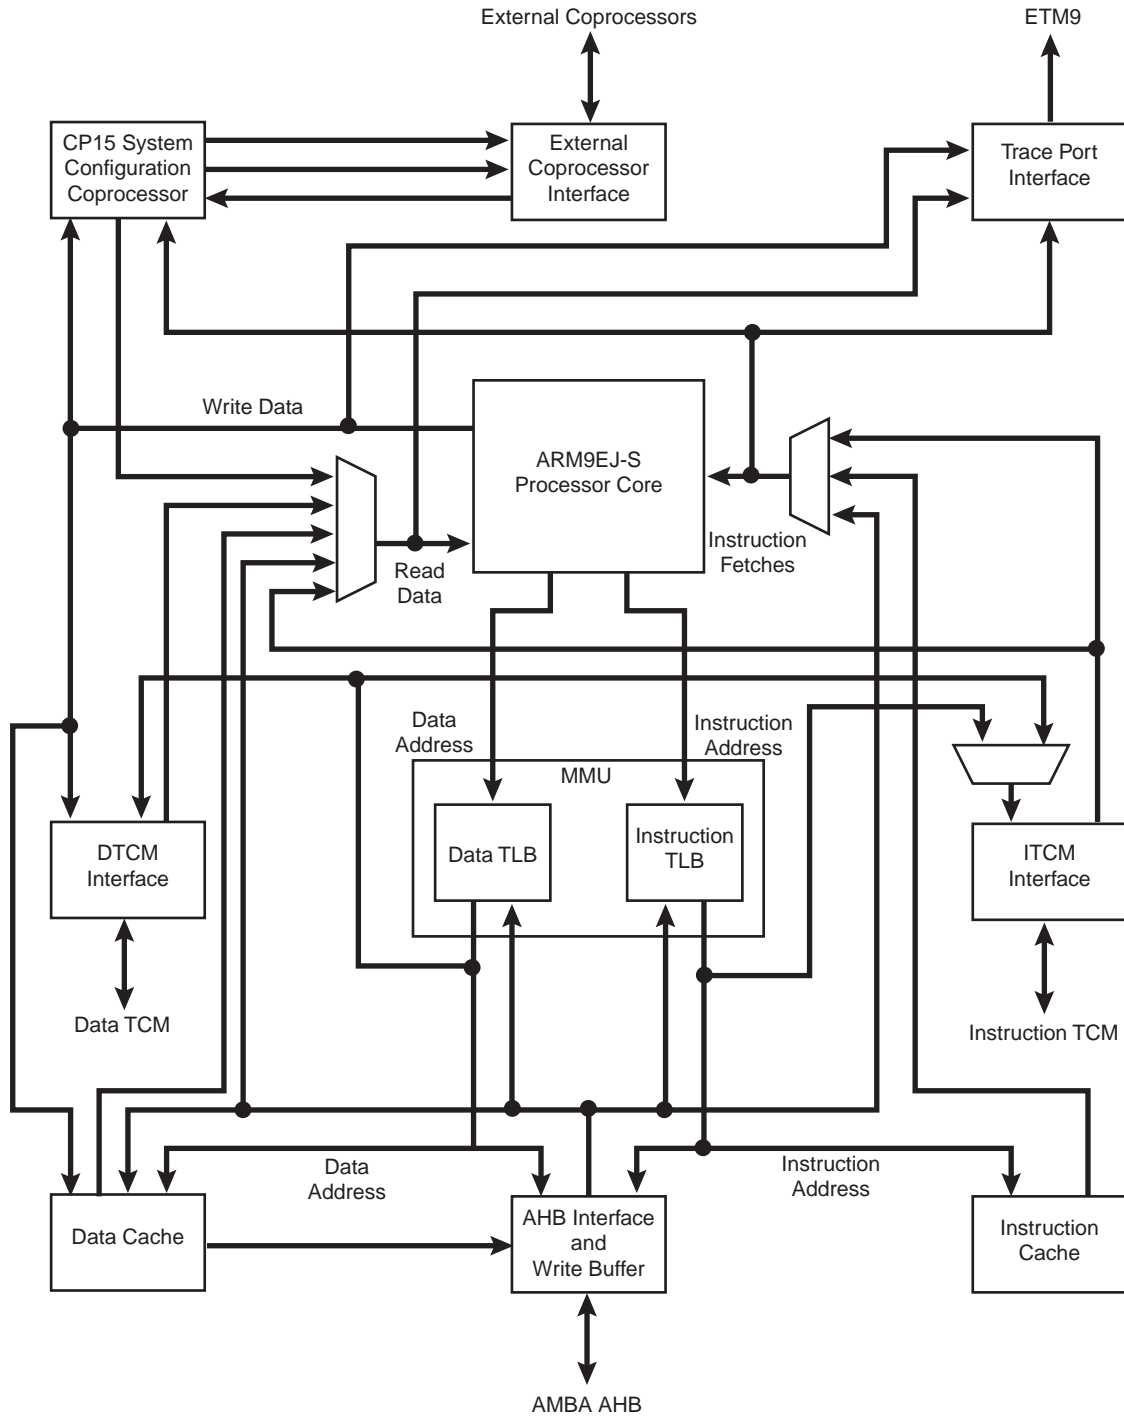 External Coprocessors
ETM9
CP15 System
Configuration
Coprocessor
External
Coprocessor
Interface
Trace Port
Interface
Write Data
ARM9EJ-S
Processor Core
Instruction
Fetches
Read
Data
Data
Address
Instruction
Address
MMU
DTCM
Interface
Data TLB
Instruction
TLB
ITCM
Interface
Data TCM
Instruction TCM
Data
Address
Instruction
Address
Data Cache
AHB Interface
and
Write Buffer
Instruction
Cache
AMBA AHB